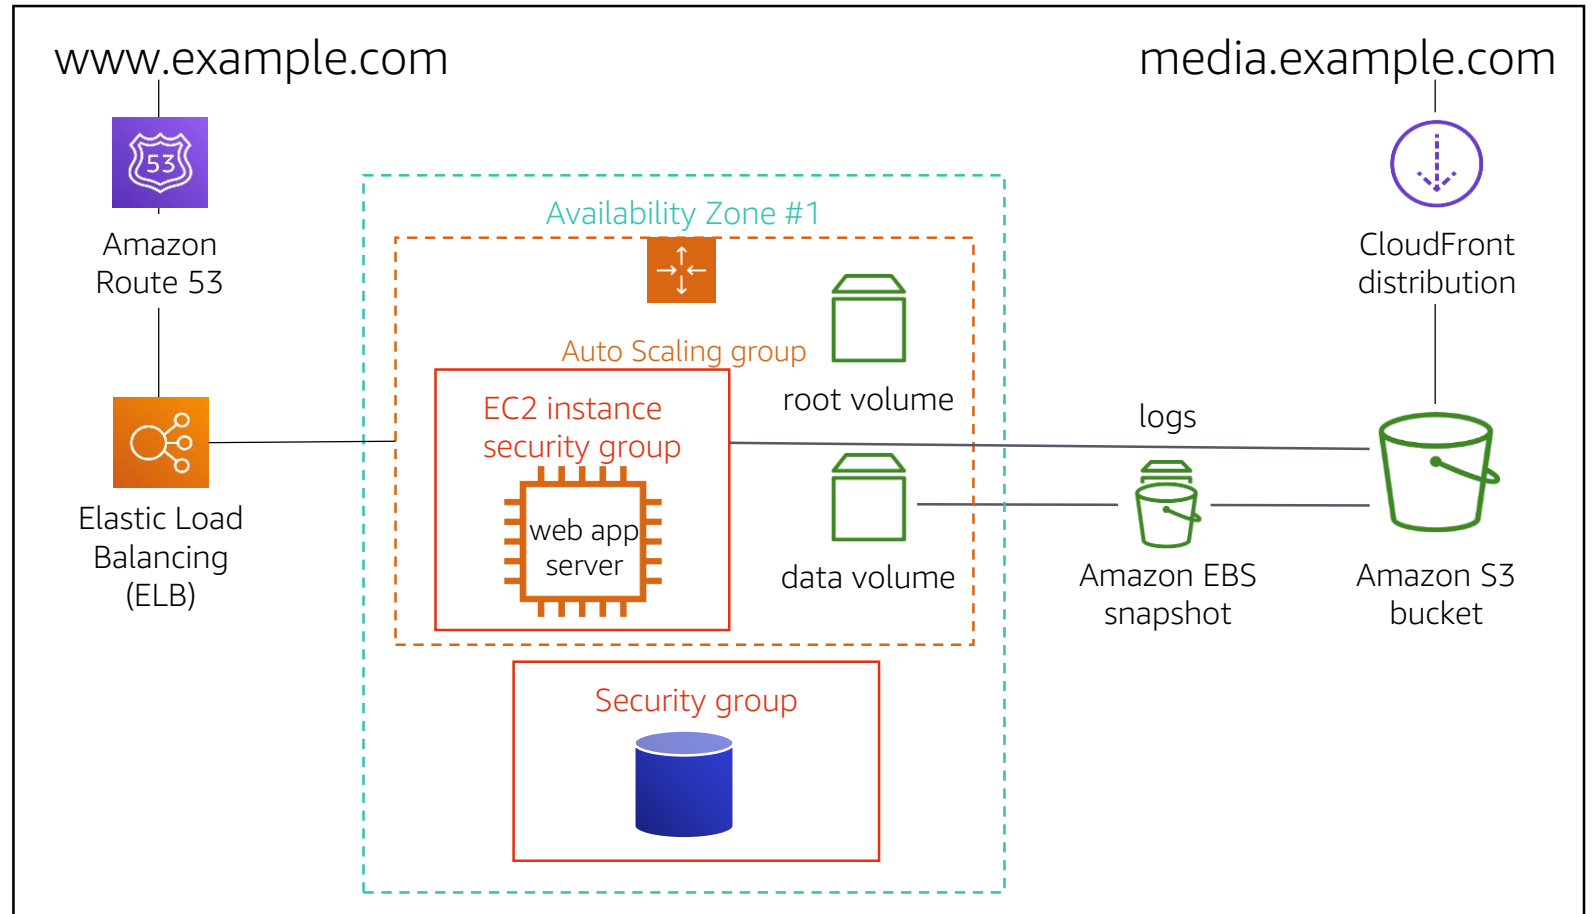 www.example.com
media.example.com
53
Amazon
Route 53
CloudFront
distribution
Availability Zone #1
Auto Scaling group
root volume
EC2 instance
security group
logs
web app
server
data volume
Elastic Load
Balancing
(ELB)
Amazon EBS
snapshot
Amazon S3
bucket
Security group